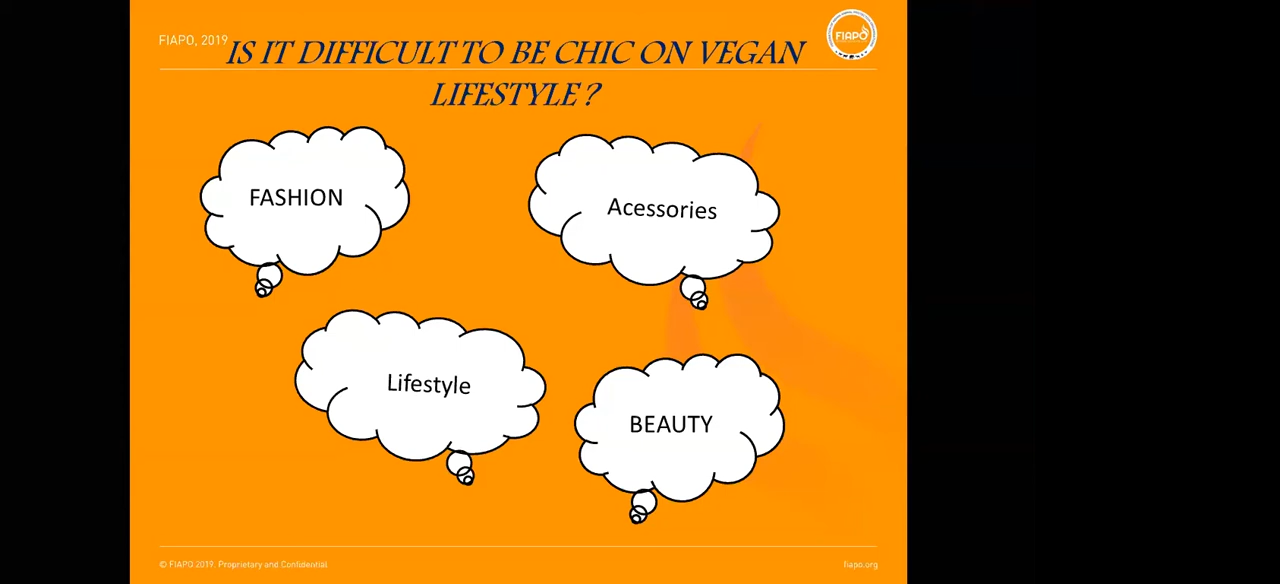 FIAPO, 2019
IS IT DIFFICULT TO BE CHIC ON VEGAN
LIFESTYLE ?
FIAPO
FASHION
Acessories
Lifestyle
BEAUTY
© FIAPO 2019. Proprietary and Confidential
fiapo.org